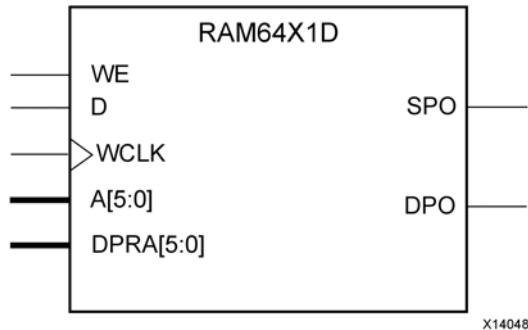 RAM64X1D
WE
D
SPO
WCLK
A[5:0]
DPO
DPRA[5:0]
X14048